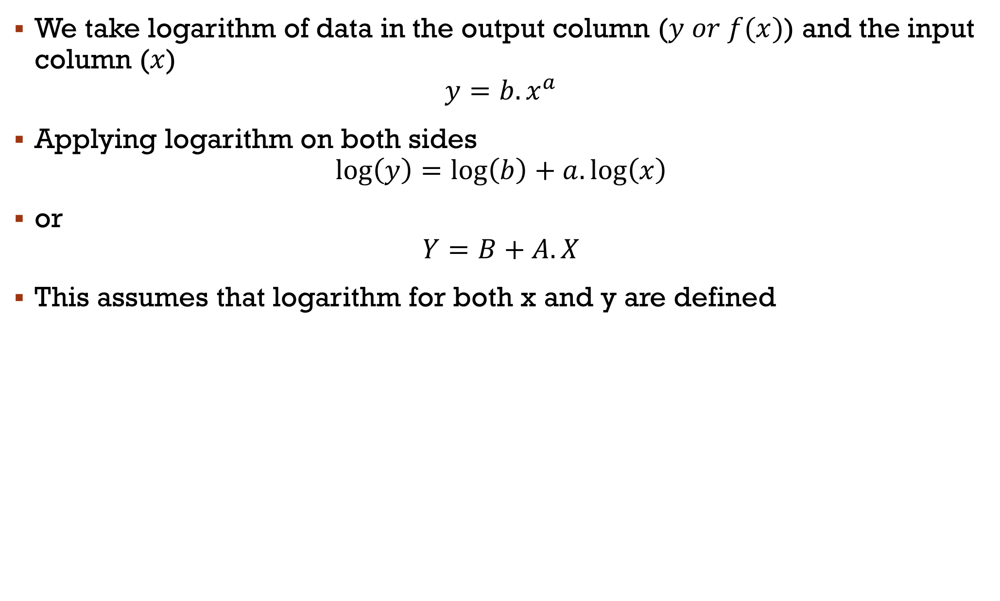 ▪ We take logarithm of data in the output column (y or f(x)) and the input
column (x)
y = b. xᵃ
▪ Applying logarithm on both sides
log(y) = log(b) + a. log(x)
▪ or
Y = B + A. X
▪ This assumes that logarithm for both x and y are defined